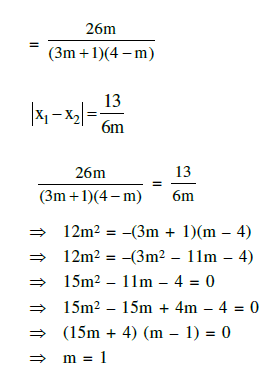 = 26m / (3m + 1)(4 – m)
|x₁ – x₂| = 13 / 6m
26m / (3m + 1)(4 – m) = 13 / 6m
⇒ 12m² = –(3m + 1)(m – 4)
⇒ 12m² = –(3m² – 11m – 4)
⇒ 15m² – 11m – 4 = 0
⇒ 15m² – 15m + 4m – 4 = 0
⇒ (15m + 4) (m – 1) = 0
⇒ m = 1